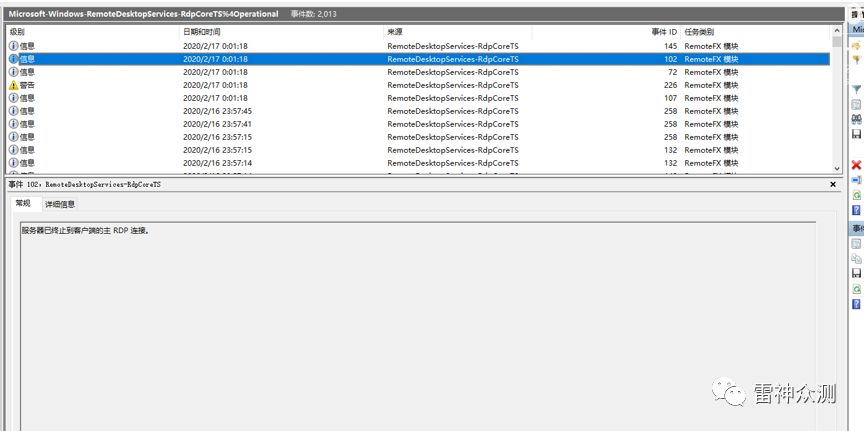 Microsoft-Windows-RemoteDesktopServices-RdpCoreTS%4Operational 事件数: 2,013
级别 日期和时间 来源 事件 ID 任务类别
信息 2020/2/17 0:01:18 RemoteDesktopServices-RdpCoreTS 145 RemoteFX 模块
信息 2020/2/17 0:01:18 RemoteDesktopServices-RdpCoreTS 102 RemoteFX 模块
信息 2020/2/17 0:01:18 RemoteDesktopServices-RdpCoreTS 72 RemoteFX 模块
警告 2020/2/17 0:01:18 RemoteDesktopServices-RdpCoreTS 226 RemoteFX 模块
信息 2020/2/17 0:01:18 RemoteDesktopServices-RdpCoreTS 107 RemoteFX 模块
信息 2020/2/16 23:57:45 RemoteDesktopServices-RdpCoreTS 258 RemoteFX 模块
信息 2020/2/16 23:57:41 RemoteDesktopServices-RdpCoreTS 258 RemoteFX 模块
信息 2020/2/16 23:57:15 RemoteDesktopServices-RdpCoreTS 258 RemoteFX 模块
信息 2020/2/16 23:57:15 RemoteDesktopServices-RdpCoreTS 132 RemoteFX 模块
信息 2020/2/16 23:57:14 RemoteDesktopServices-RdpCoreTS 132 RemoteFX 模块
事件 102，RemoteDesktopServices-RdpCoreTS
常规 详细信息
服务器已终止到客户端的主 RDP 连接。
Mic
事件
雷神众测